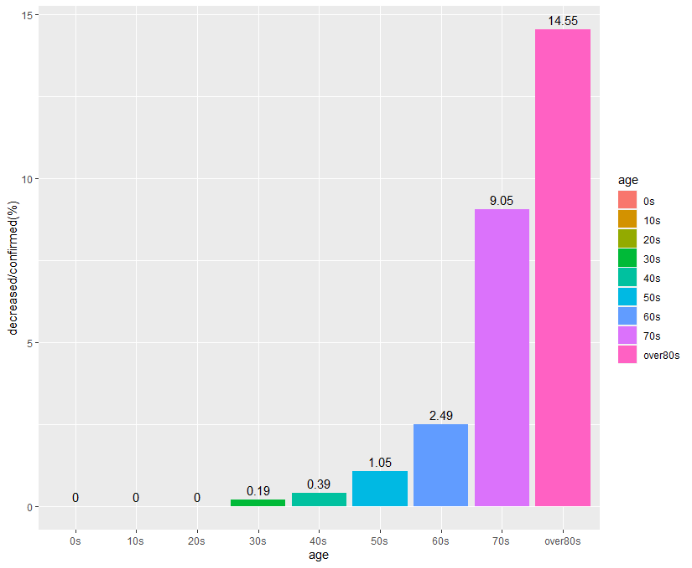 15
10
5
0
decreased/confirmed(%)
0
0
0
0.19
0.39
1.05
2.49
9.05
14.55
0s
10s
20s
30s
40s
50s
60s
70s
over80s
age
age
0s
10s
20s
30s
40s
50s
60s
70s
over80s